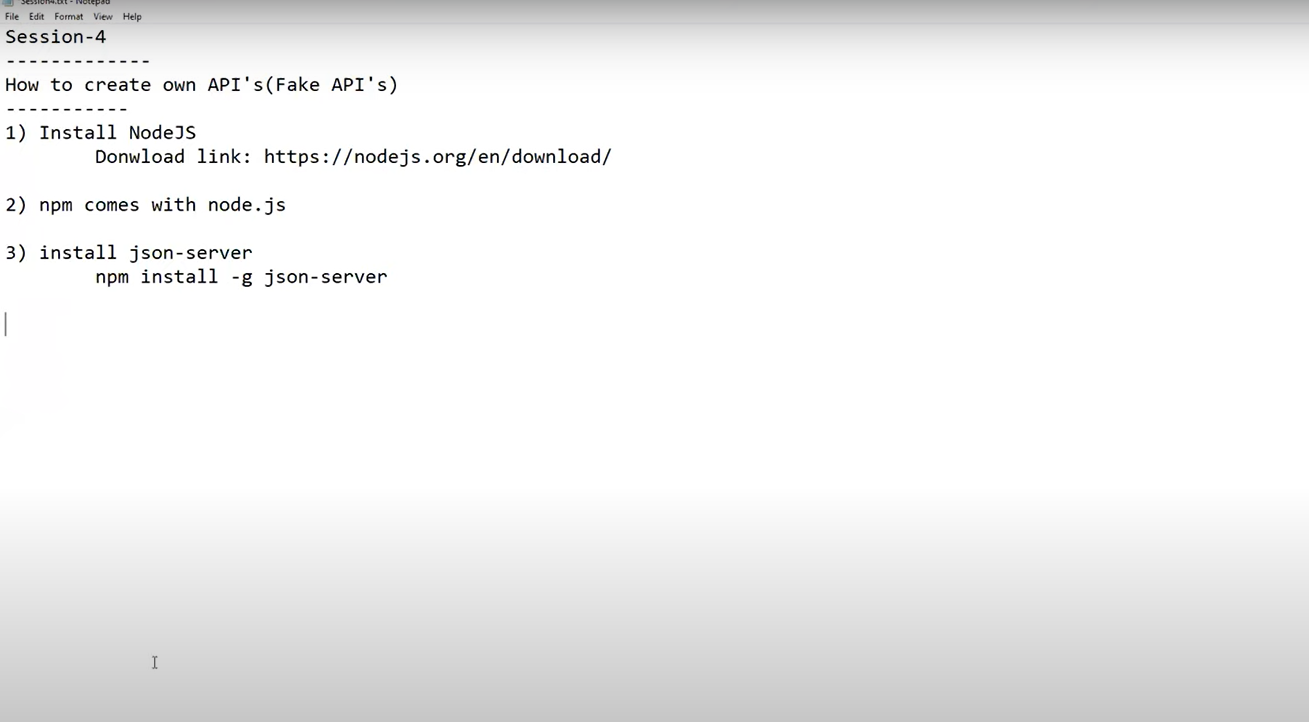 Session4.txt - Notepad
File Edit Format View Help
Session-4
-------------
How to create own API's(Fake API's)
-----------
1) Install NodeJS
Donwload link: https://nodejs.org/en/download/
2) npm comes with node.js
3) install json-server
npm install -g json-server